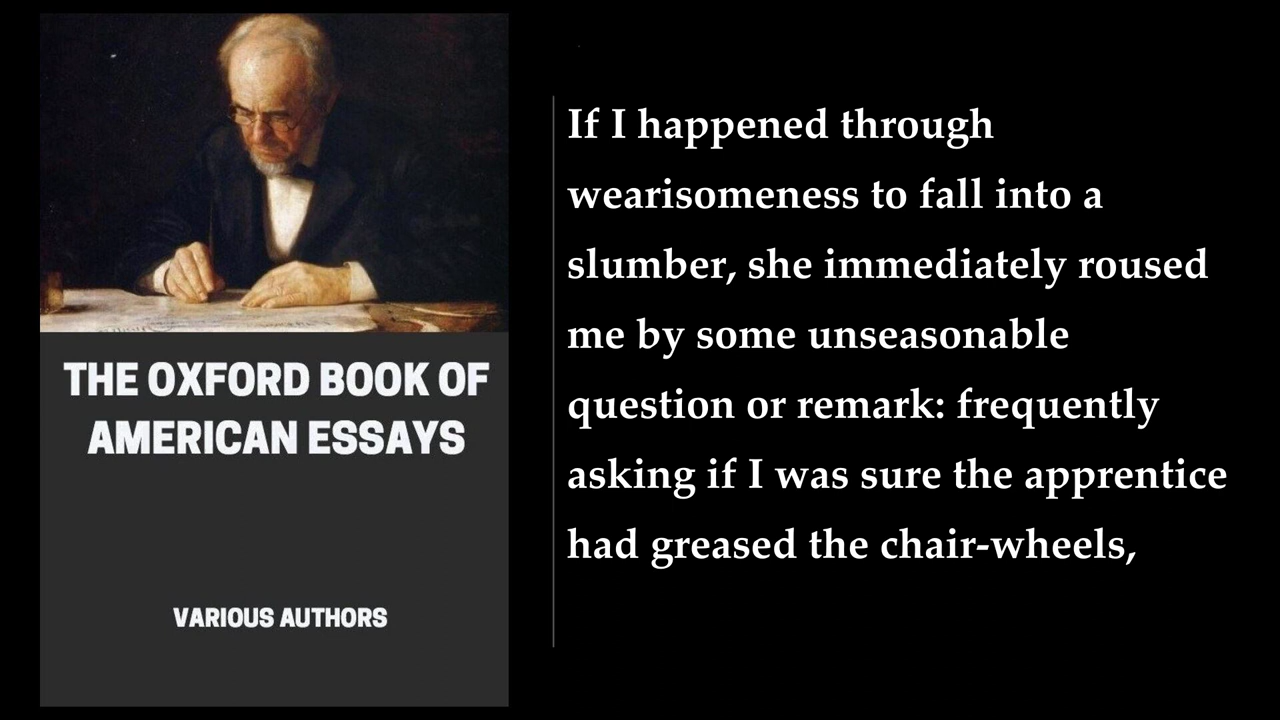 THE OXFORD BOOK OF
AMERICAN ESSAYS
VARIOUS AUTHORS
If I happened through
wearisomeness to fall into a
slumber, she immediately roused
me by some unseasonable
question or remark: frequently
asking if I was sure the apprentice
had greased the chair-wheels,